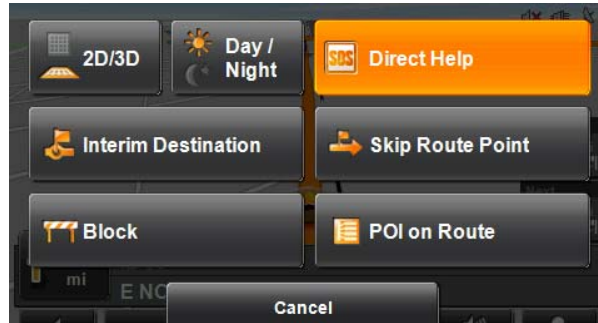 2D/3D
Day /
Night
SOS
Direct Help
Interim Destination
Skip Route Point
Block
POI on Route
mi
E NO
Cancel